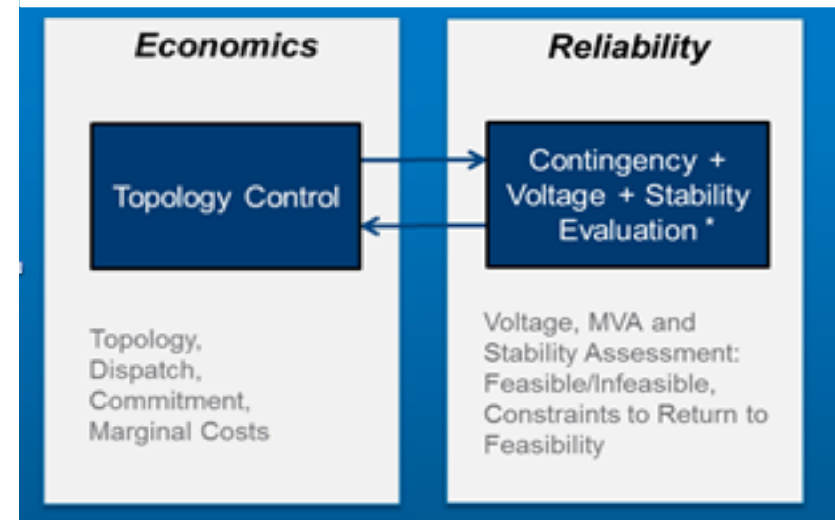 Economics
Topology Control
Topology,
Dispatch,
Commitment,
Marginal Costs
Reliability
Contingency +
Voltage + Stability
Evaluation *
Voltage, MVA and
Stability Assessment:
Feasible/Infeasible,
Constraints to Return to
Feasibility